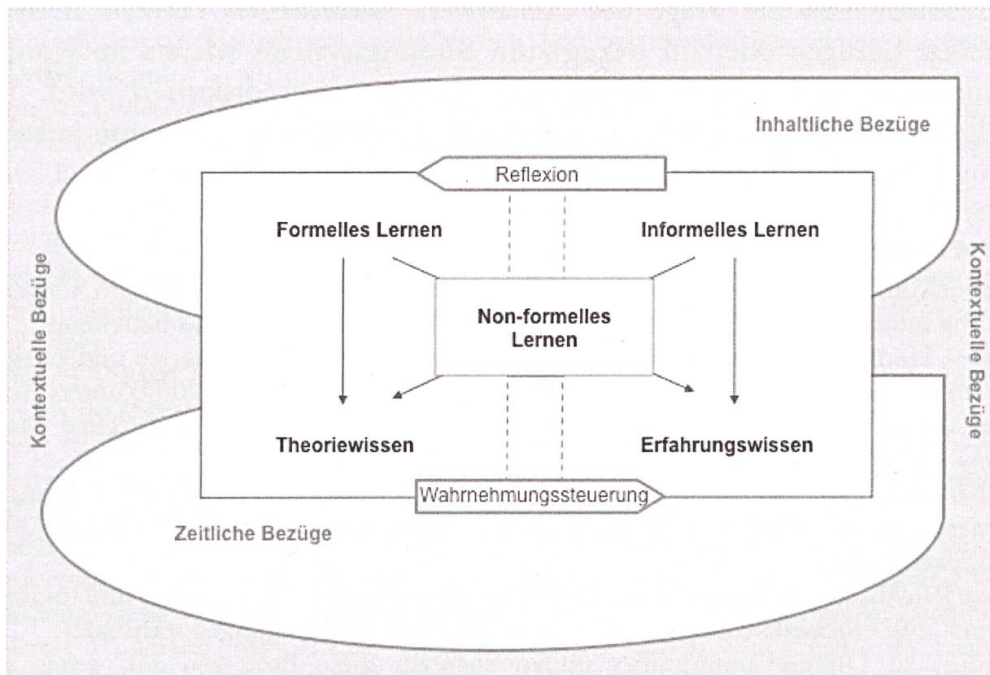 Inhaltliche Bezüge
Reflexion
Formelles Lernen
Informelles Lernen
Kontextuelle Bezüge
Non-formelles
Lernen
Kontextuelle Bezüge
Theoriewissen
Erfahrungswissen
Wahrnehmungssteuerung
Zeitliche Bezüge